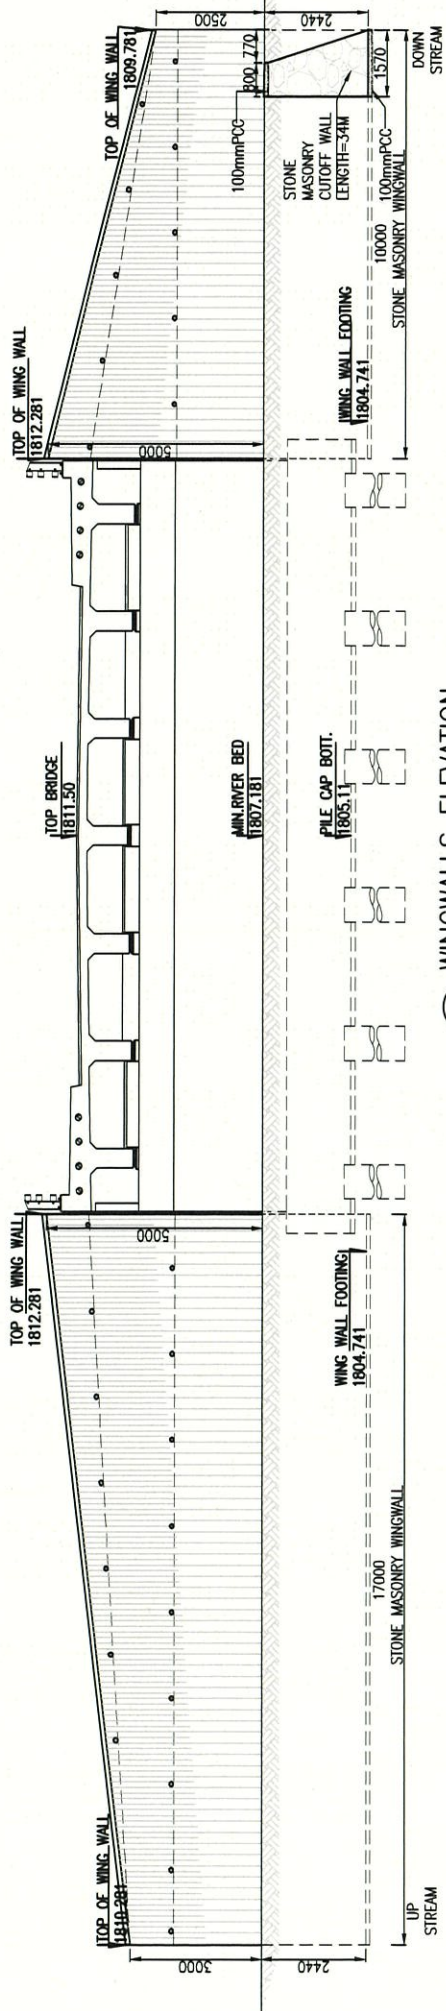 TOP OF WING WALL
1810.281
3000
2440
UP
STREAM
TOP OF WING WALL
1812.281
5000
WING WALL FOOTING
1804.741
17000
STONE MASONRY WINGWALL
TOP BRIDGE
1811.50
MIN.RIVER BED
1807.181
PILE CAP BOTT.
1805.11
TOP OF WING WALL
1812.281
5000
WING WALL FOOTING
1804.741
TOP OF WING WALL
1809.781
2500
2440
800
770
1570
100mmPCC
STONE
MASONRY
CUTOFF WALL
LENGTH=34M
100mmPCC
10000
STONE MASONRY WINGWALL
DOWN
STREAM
WINGWALLS ELEVATION